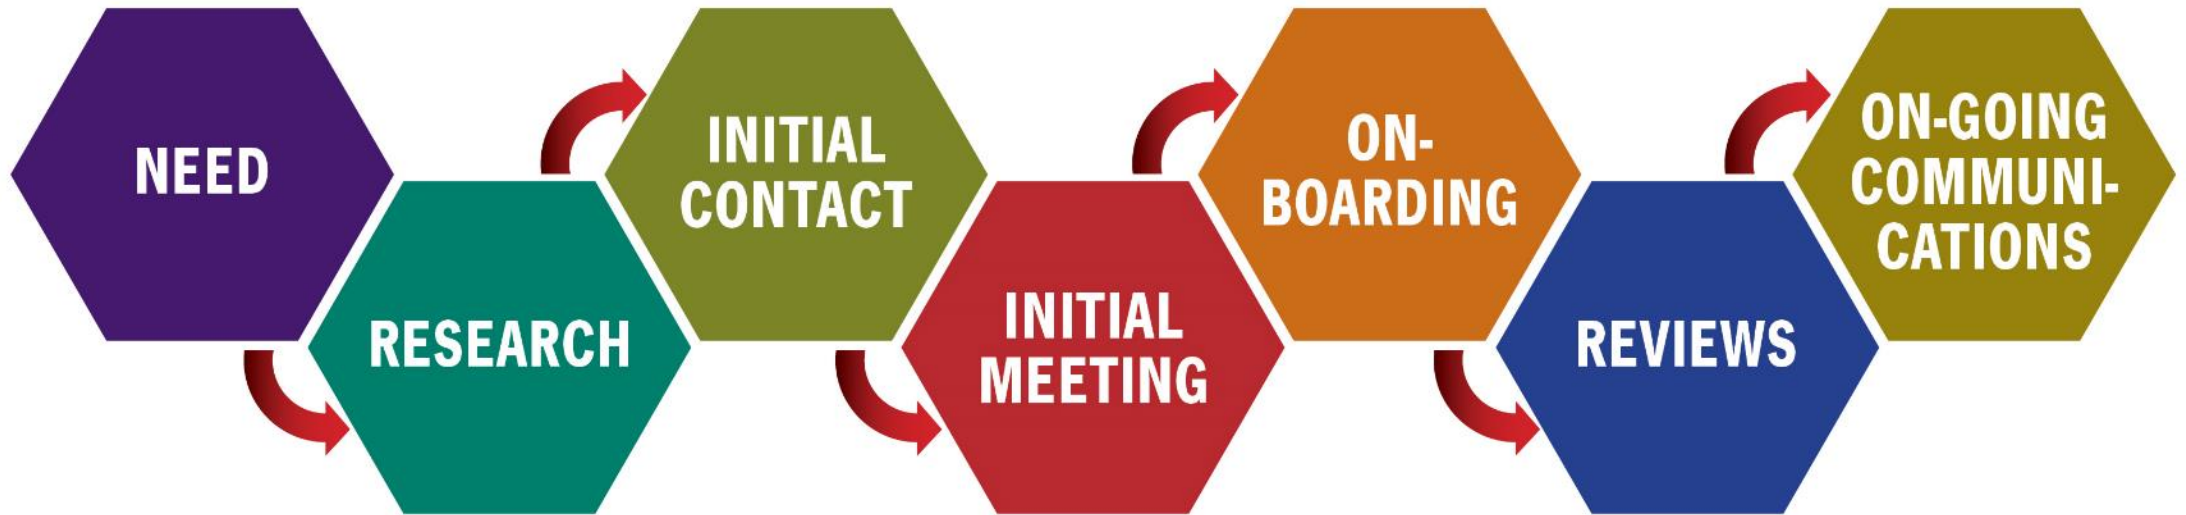 NEED
RESEARCH
INITIAL
CONTACT
INITIAL
MEETING
ON-
BOARDING
REVIEWS
ON-GOING
COMMUNI-
CATIONS